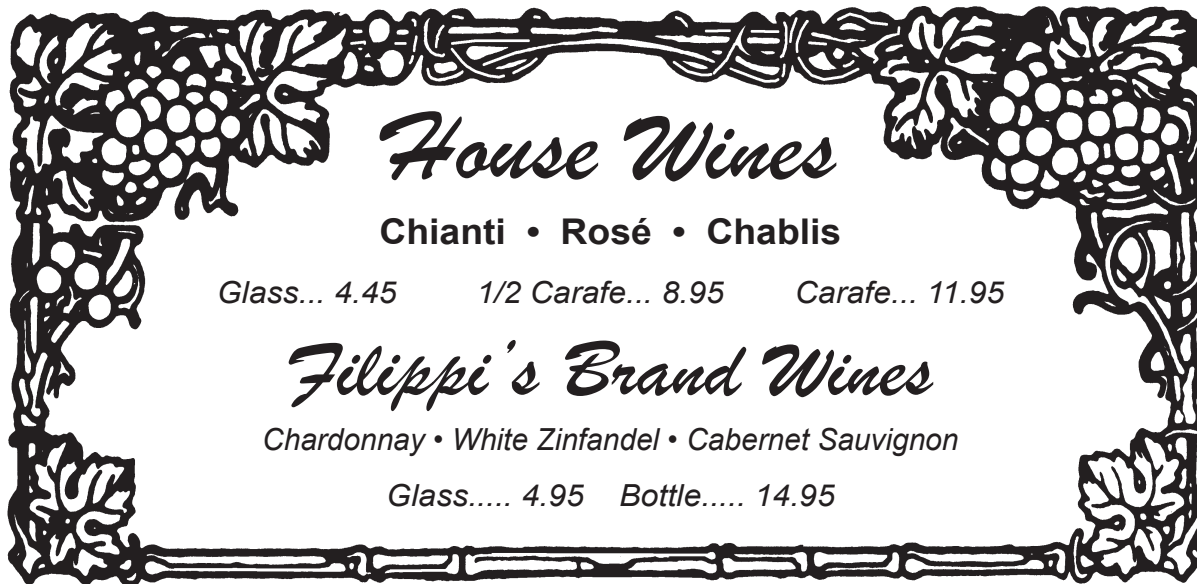 House Wines
Chianti • Rosé • Chablis
Glass... 4.45 1/2 Carafe... 8.95 Carafe... 11.95
Filippi's Brand Wines
Chardonnay • White Zinfandel • Cabernet Sauvignon
Glass..... 4.95 Bottle..... 14.95